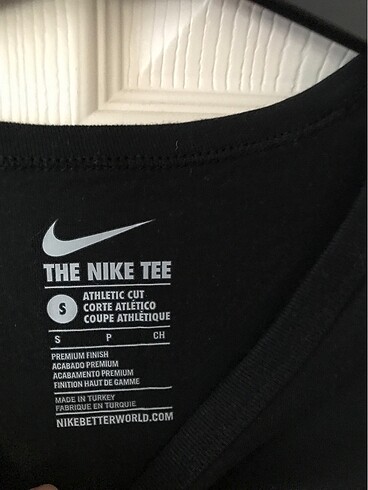 THE NIKE TEE
S
ATHLETIC CUT
CORTE ATLÉTICO
COUPE ATHLÉTIQUE
S P CH
PREMIUM FINISH
ACABADO PREMIUM
ACABAMENTO PREMIUM
FINITION HAUT DE GAMME
MADE IN TURKEY
FABRIQUE EN TURQUIE
NIKEBETTERWORLD.COM